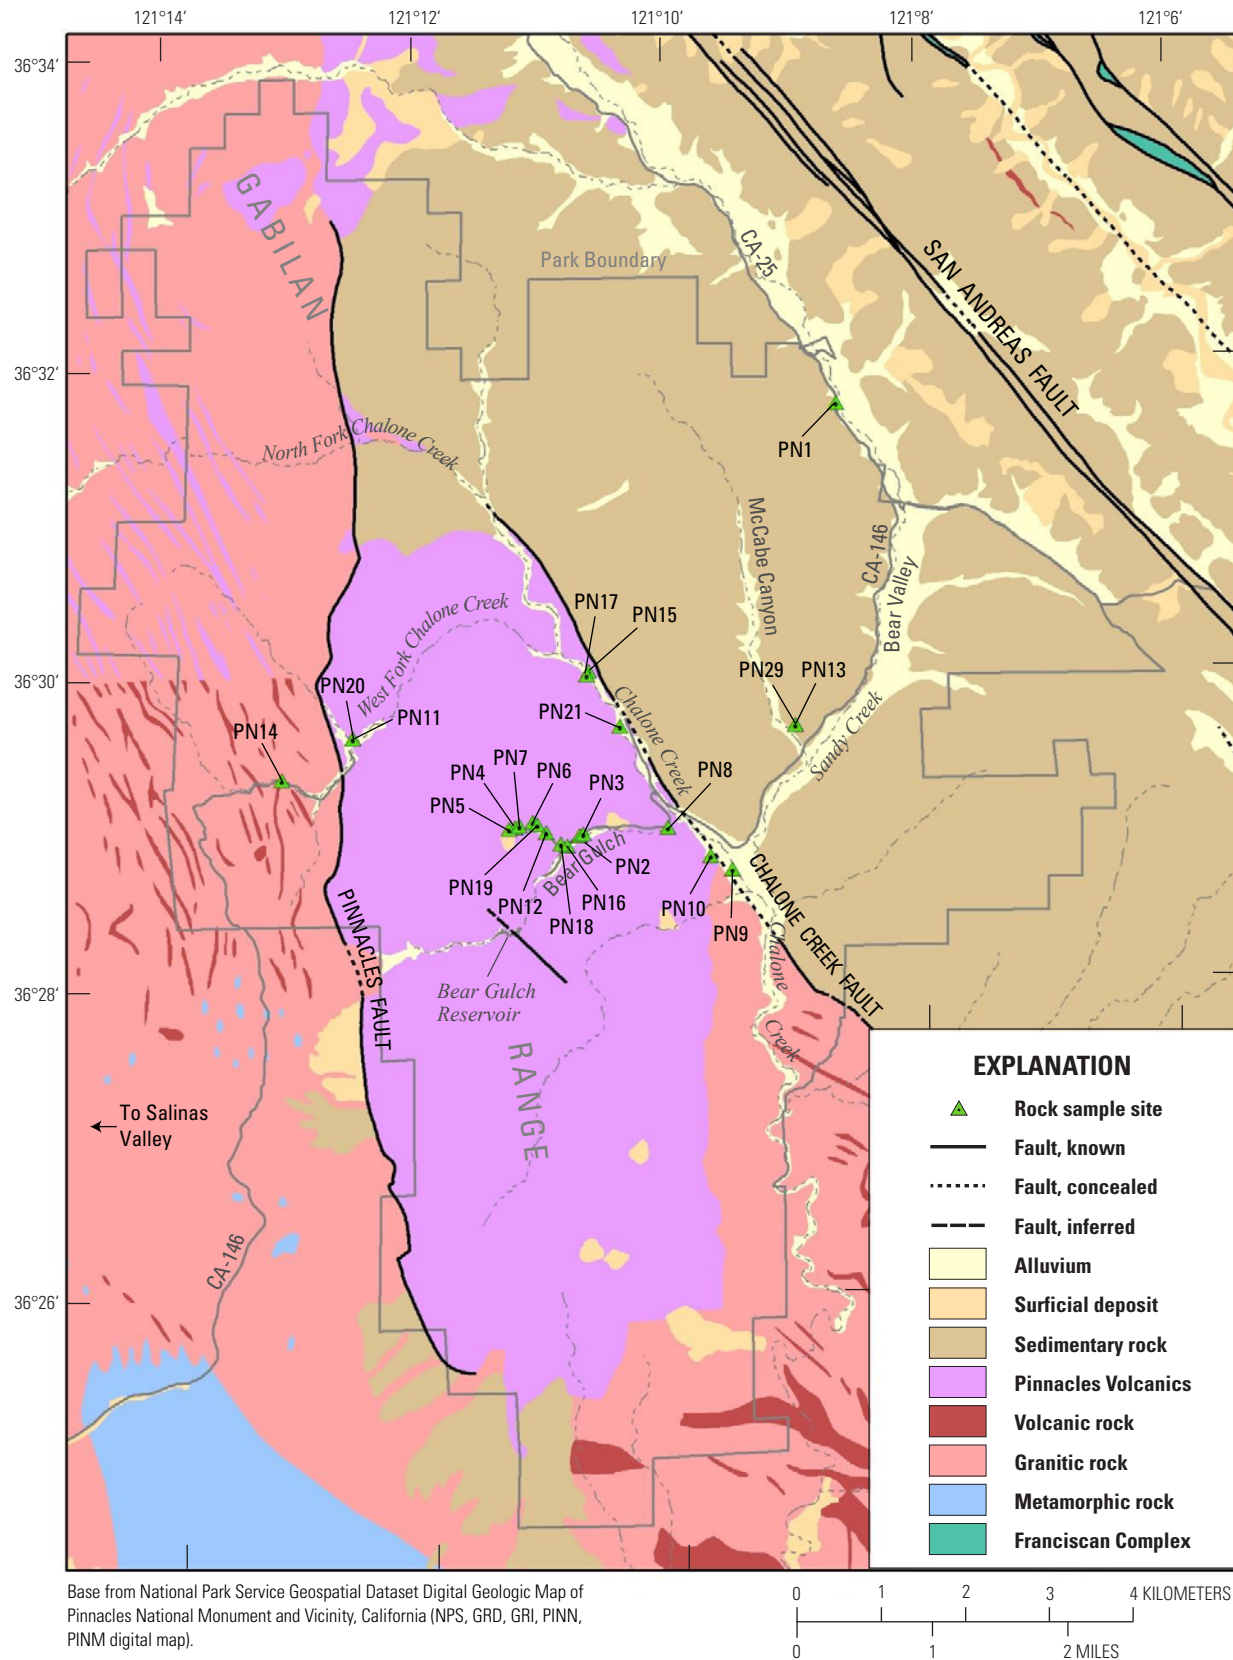 121°14′
121°12′
121°10′
121°8′
121°6′
36°34′
36°32′
36°30′
36°28′
36°26′
GABILAN
Park Boundary
CA-25
SAN ANDREAS FAULT
PN1
North Fork Chalone Creek
McCabe Canyon
CA-146
Bear Valley
PN17
PN15
West Fork Chalone Creek
PN29
PN13
PN20
PN11
PN21
Chalone Creek
Sandy Creek
PN14
PN7
PN4
PN6
PN3
PN8
PN5
Bear Gulch
PN2
PN19
PN16
PN12
PN18
PN10
PN9
CHALONE CREEK FAULT
PINNACLES FAULT
Chalone
Creek
Bear Gulch
Reservoir
RANGE
To Salinas
Valley
CA-146
EXPLANATION
Rock sample site
Fault, known
Fault, concealed
Fault, inferred
Alluvium
Surficial deposit
Sedimentary rock
Pinnacles Volcanics
Volcanic rock
Granitic rock
Metamorphic rock
Franciscan Complex
Base from National Park Service Geospatial Dataset Digital Geologic Map of
Pinnacles National Monument and Vicinity, California (NPS, GRD, GRI, PINN,
PINM digital map).
0 1 2 3 4 KILOMETERS
0 1 2 MILES